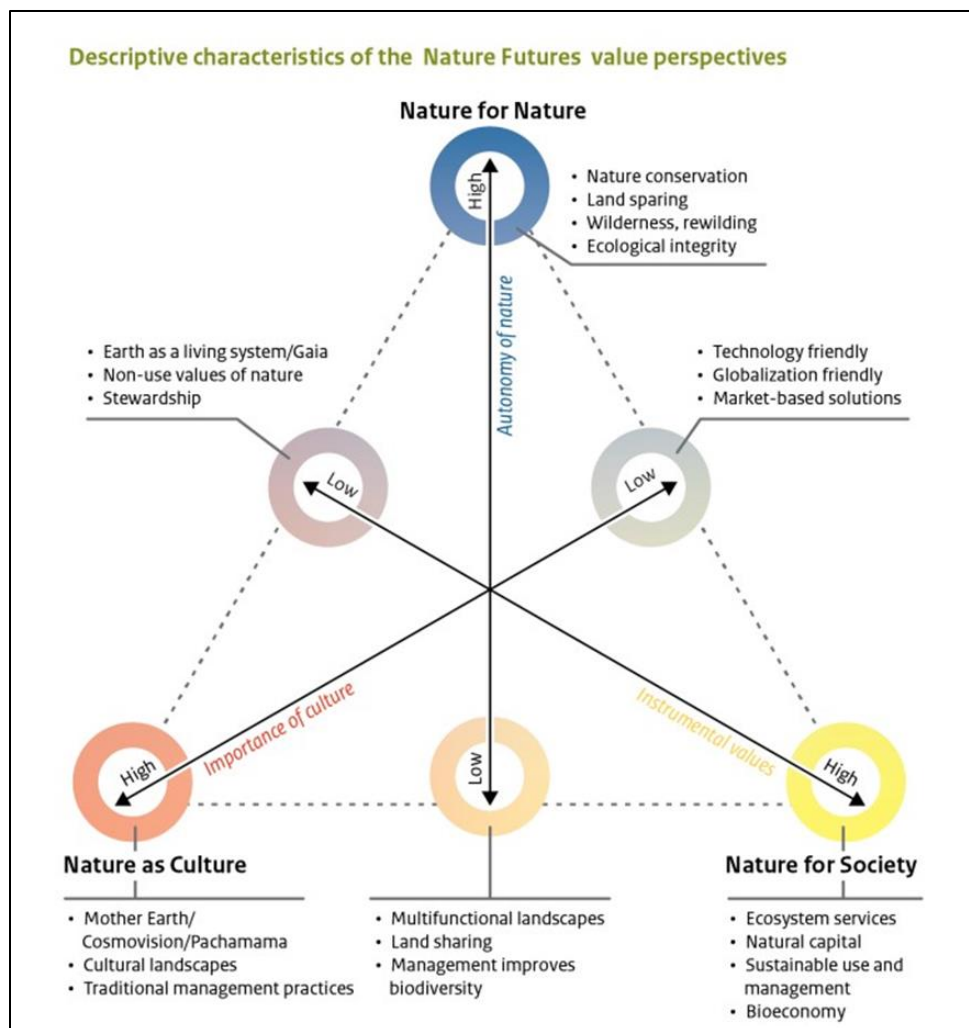 Descriptive characteristics of the Nature Futures value perspectives
Nature for Nature
High
• Nature conservation
• Land sparing
• Wilderness, rewilding
• Ecological integrity
Autonomy of nature
• Earth as a living system/Gaia
• Non-use values of nature
• Stewardship
• Technology friendly
• Globalization friendly
• Market-based solutions
Low
Low
Importance of culture
Instrumental values
High
Low
High
Nature as Culture
• Mother Earth/
Cosmovision/Pachamama
• Cultural landscapes
• Traditional management practices
• Multifunctional landscapes
• Land sharing
• Management improves
biodiversity
Nature for Society
• Ecosystem services
• Natural capital
• Sustainable use and
management
• Bioeconomy